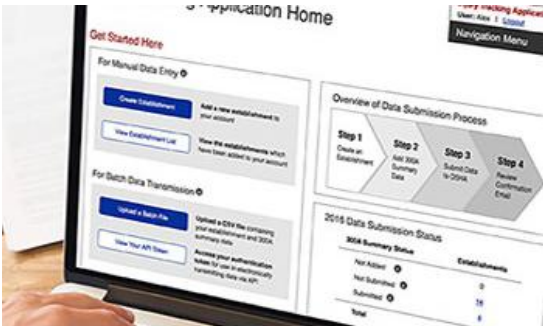 Application Home
Tracking Applicati
User: Alex | Logout
Navigation Menu
Get Started Here
For Manual Data Entry
Create Establishment
Add a new establishment to
your account
View Establishment List
View the establishments which
have been added to your account
For Batch Data Transmission
Upload a Batch File
Upload a CSV file containing
your establishment and 300A
summary data
View Your API Token
Access your authentication
token for use in electronically
transmitting data via API
Overview of Data Submission Process
Step 1
Create an
Establishment
Step 2
Add 300A
Summary
Data
Step 3
Submit Data
to OSHA
Step 4
Review
Confirmation
Email
2016 Data Submission Status
300A Summary Status
Establishments
Not Added
0
Not Submitted
Submitted
Total